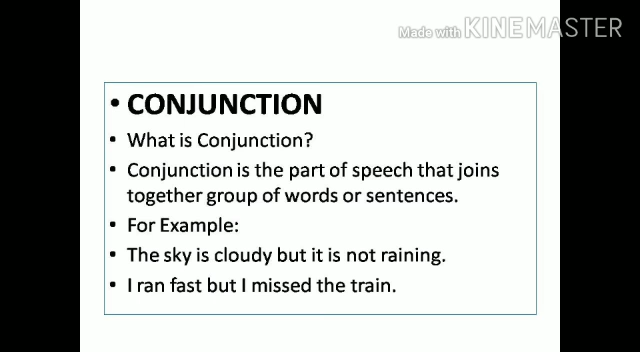 Made with KINEMASTER
• CONJUNCTION
• What is Conjunction?
• Conjunction is the part of speech that joins
together group of words or sentences.
• For Example:
• The sky is cloudy but it is not raining.
• I ran fast but I missed the train.